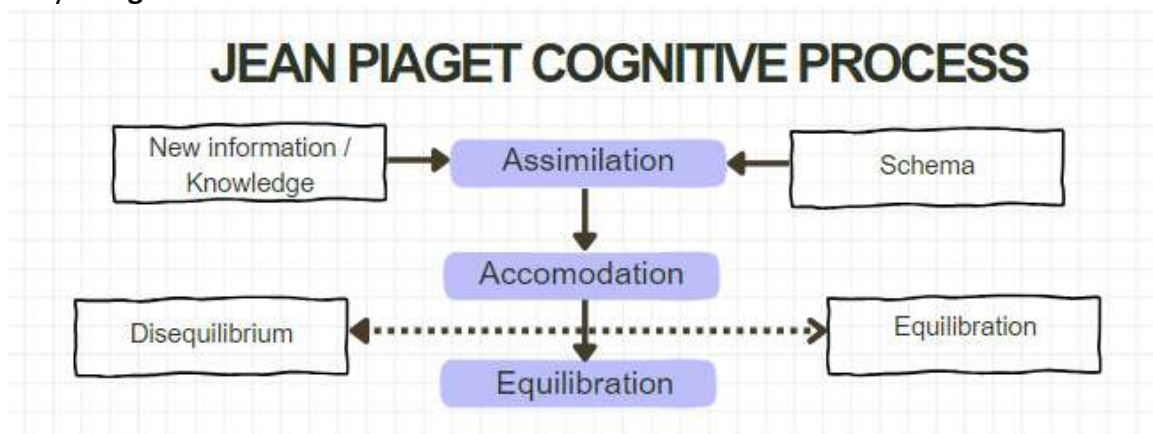 JEAN PIAGET COGNITIVE PROCESS
New information /
Knowledge
Assimilation
Schema
Accomodation
Disequilibrium
Equilibration
Equilibration